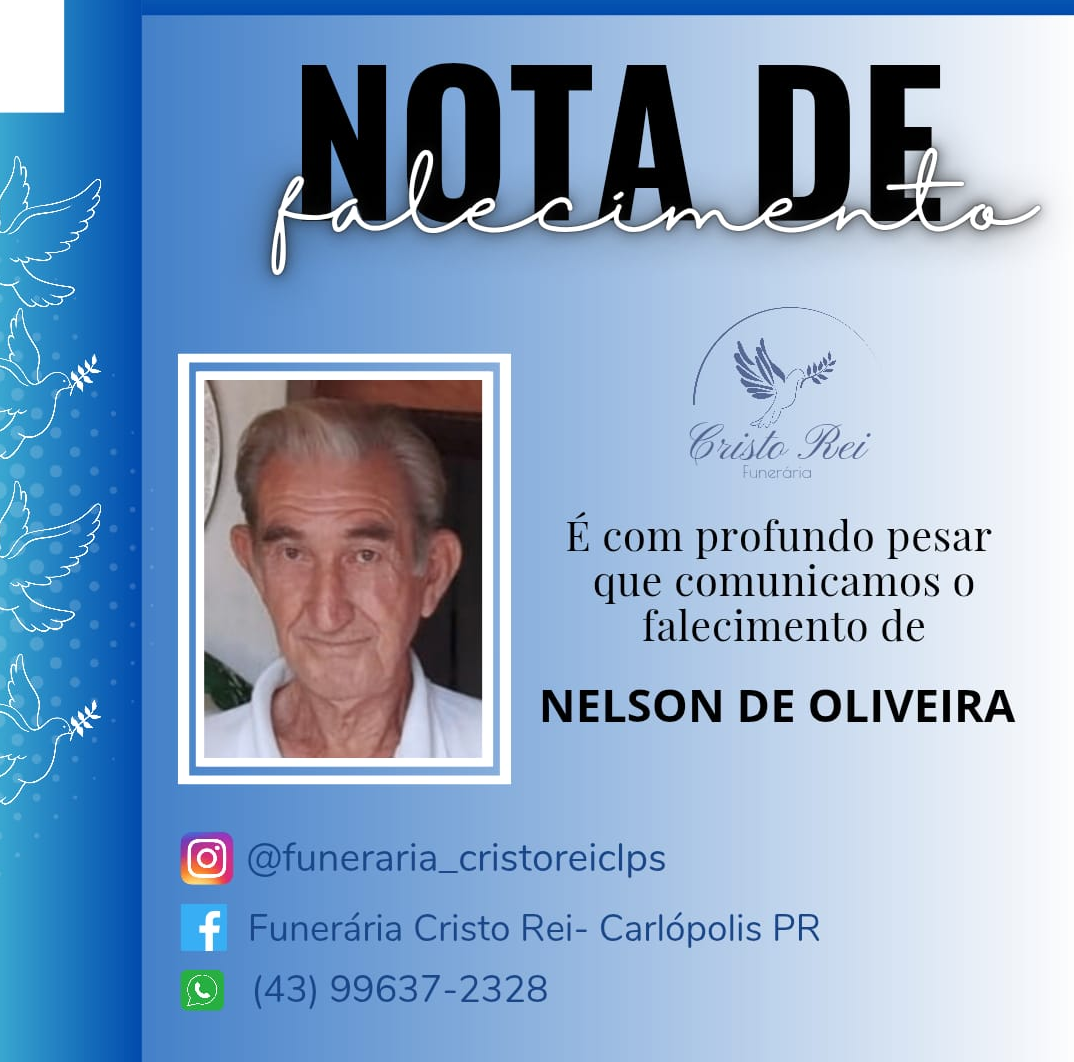 NOTA DE
falecimento
Cristo Rei
Funerária
É com profundo pesar
que comunicamos o
falecimento de
NELSON DE OLIVEIRA
@funeraria_cristoreiclps
Funerária Cristo Rei- Carlópolis PR
(43) 99637-2328